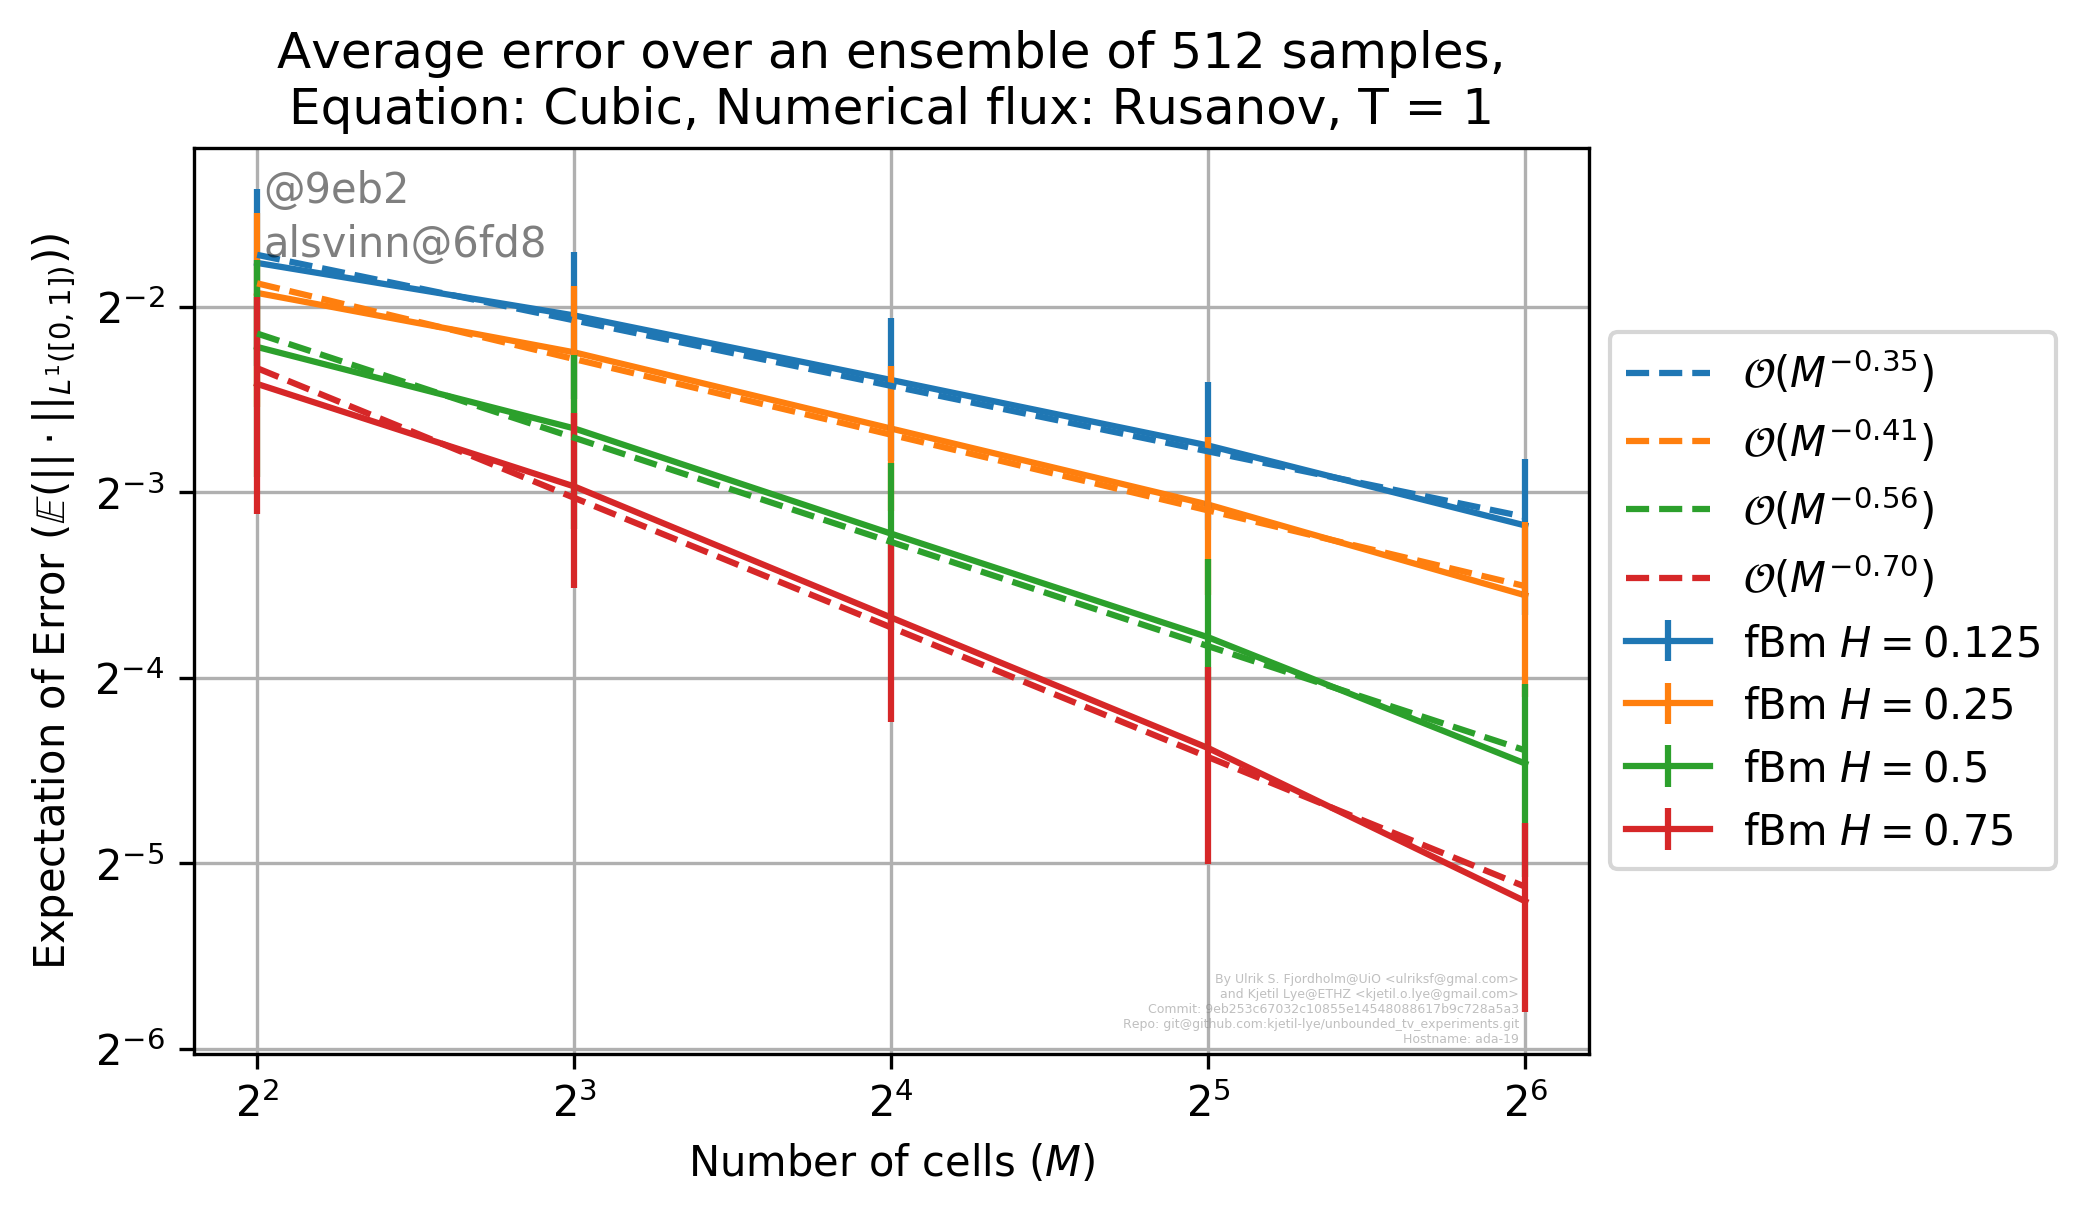 Average error over an ensemble of 512 samples,
Equation: Cubic, Numerical flux: Rusanov, T = 1
@9eb2
alsvinn@6fd8
Expectation of Error (𝔼(||·||_{L^1([0,1])}))
2^{-2}
2^{-3}
2^{-4}
2^{-5}
2^{-6}
2^2
2^3
2^4
2^5
2^6
Number of cells (M)
𝒪(M^{-0.35})
𝒪(M^{-0.41})
𝒪(M^{-0.56})
𝒪(M^{-0.70})
fBm H = 0.125
fBm H = 0.25
fBm H = 0.5
fBm H = 0.75
By Ulrik S. Fjordholm@UiO <ulriksf@gmal.com>
and Kjetil Lye@ETHZ <kjetil.o.lye@gmail.com>
Commit: 9eb253c67032c10855e14548088617b9c728a5a3
Repo: git@github.com:kjetil-lye/unbounded_tv_experiments.git
Hostname: ada-19